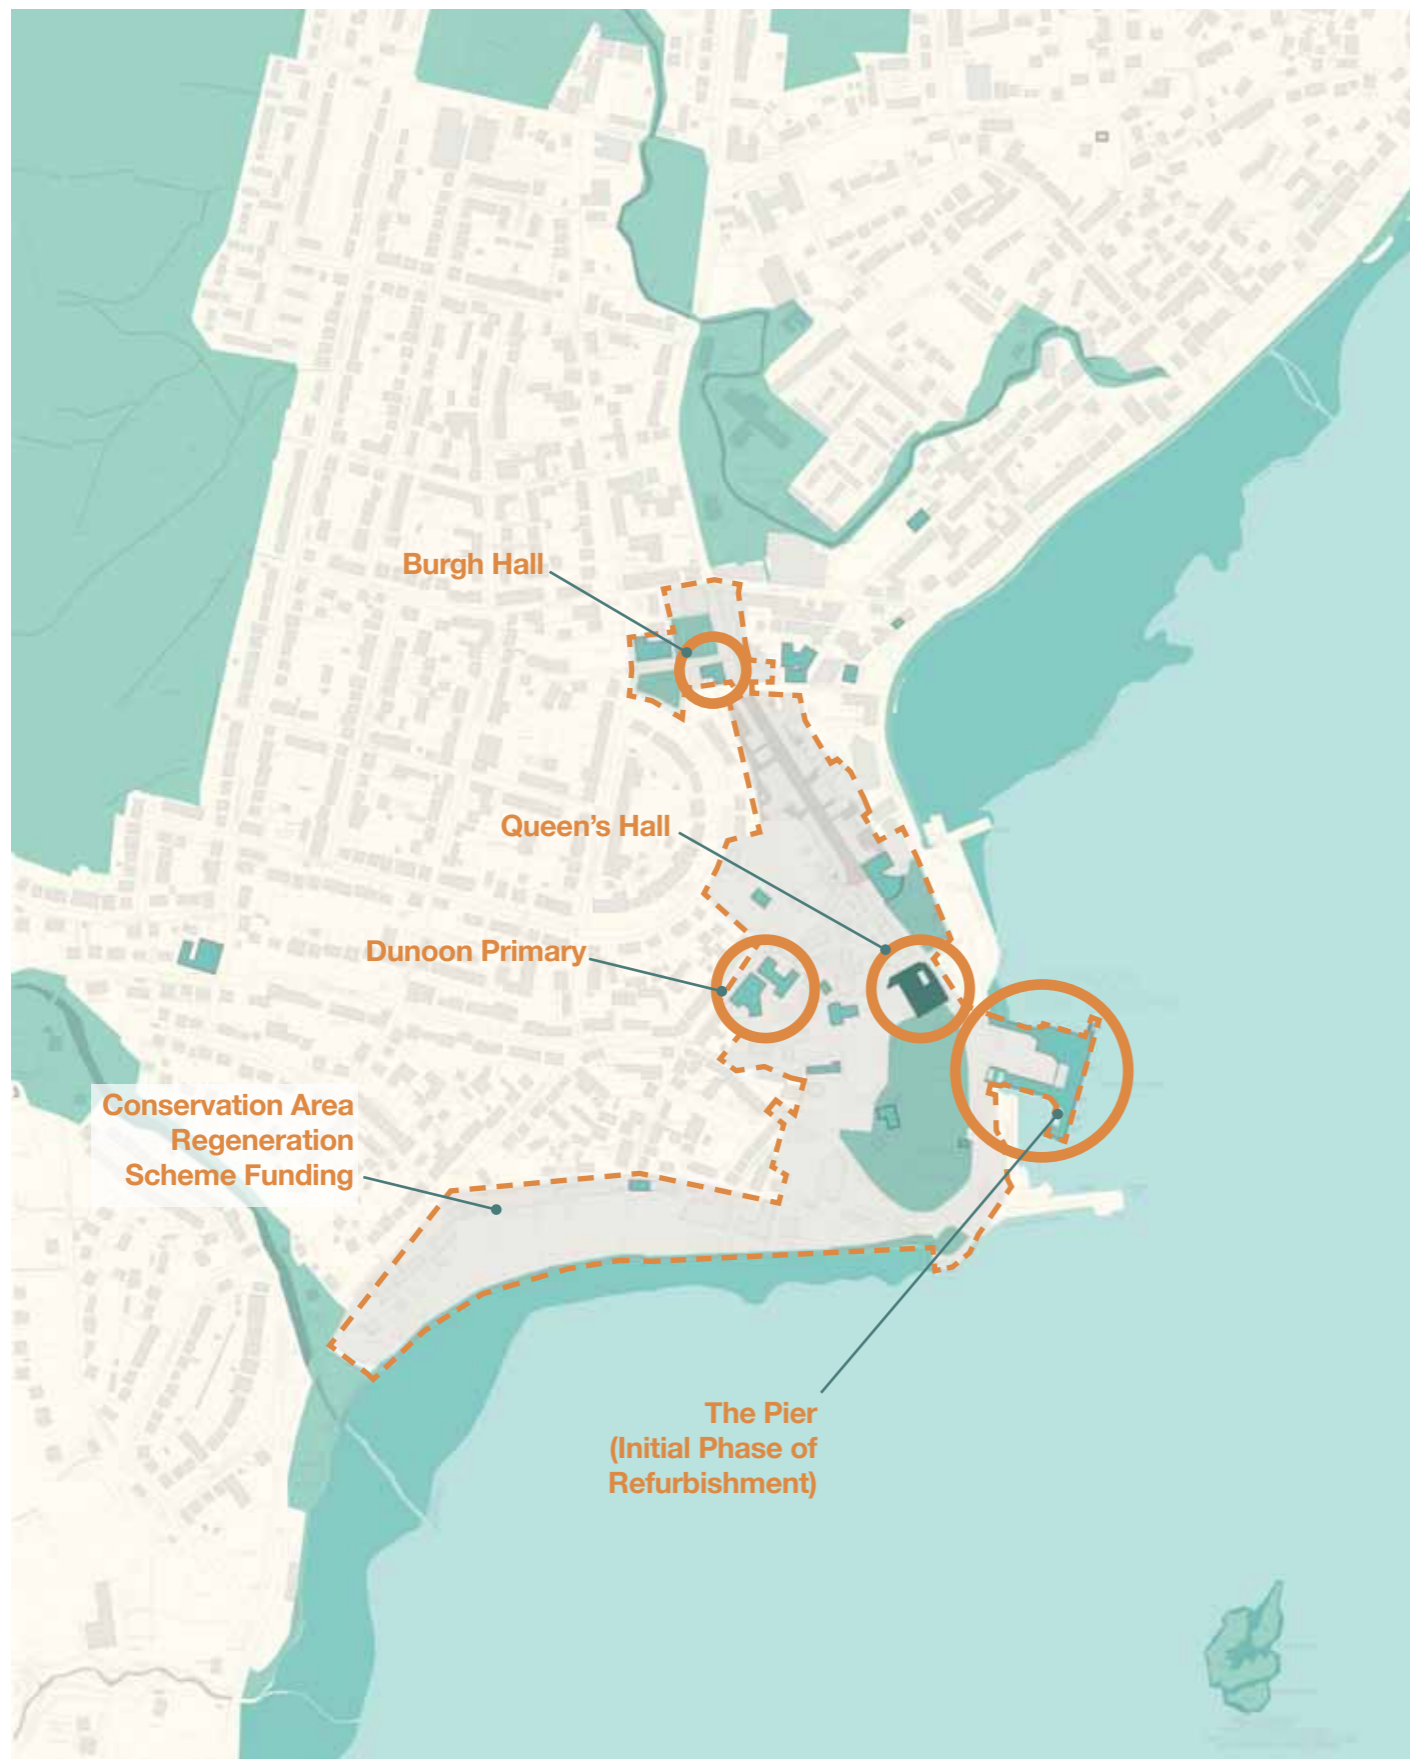 Burgh Hall
Queen’s Hall
Dunoon Primary
Conservation Area
Regeneration
Scheme Funding
The Pier
(Initial Phase of
Refurbishment)